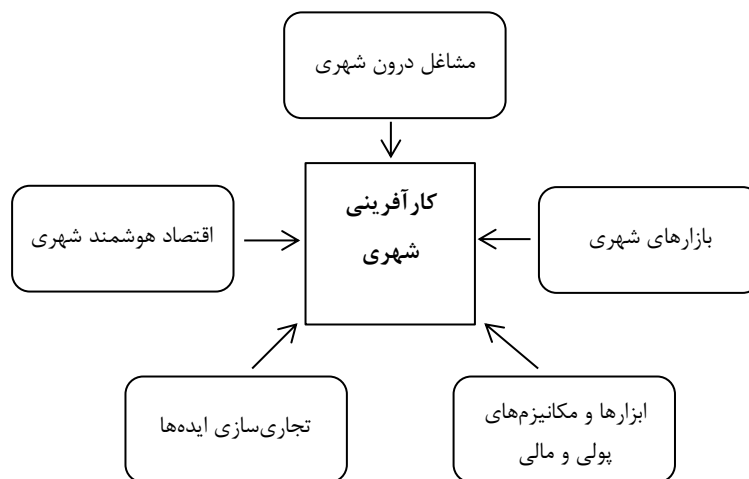 مشاغل درون شهری
کارآفرینی
شهری
بازارهای شهری
اقتصاد هوشمند شهری
ابزارها و مکانیزم‌های
پولی و مالی
تجاری‌سازی ایده‌ها